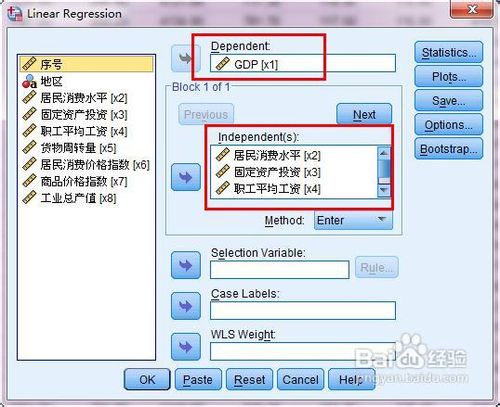 Linear Regression
序号
地区
居民消费水平 [x2]
固定资产投资 [x3]
职工平均工资 [x4]
货物周转量 [x5]
居民消费价格指数 [x6]
商品价格指数 [x7]
工业总产值 [x8]
Dependent:
GDP [x1]
Block 1 of 1
Previous
Next
Independent(s):
居民消费水平 [x2]
固定资产投资 [x3]
职工平均工资 [x4]
Method:
Enter
Selection Variable:
Rule...
Case Labels:
WLS Weight:
Statistics...
Plots...
Save...
Options...
Bootstrap...
OK
Paste
Reset
Cancel
Help
Baidu 经验
jingyan.baidu.com